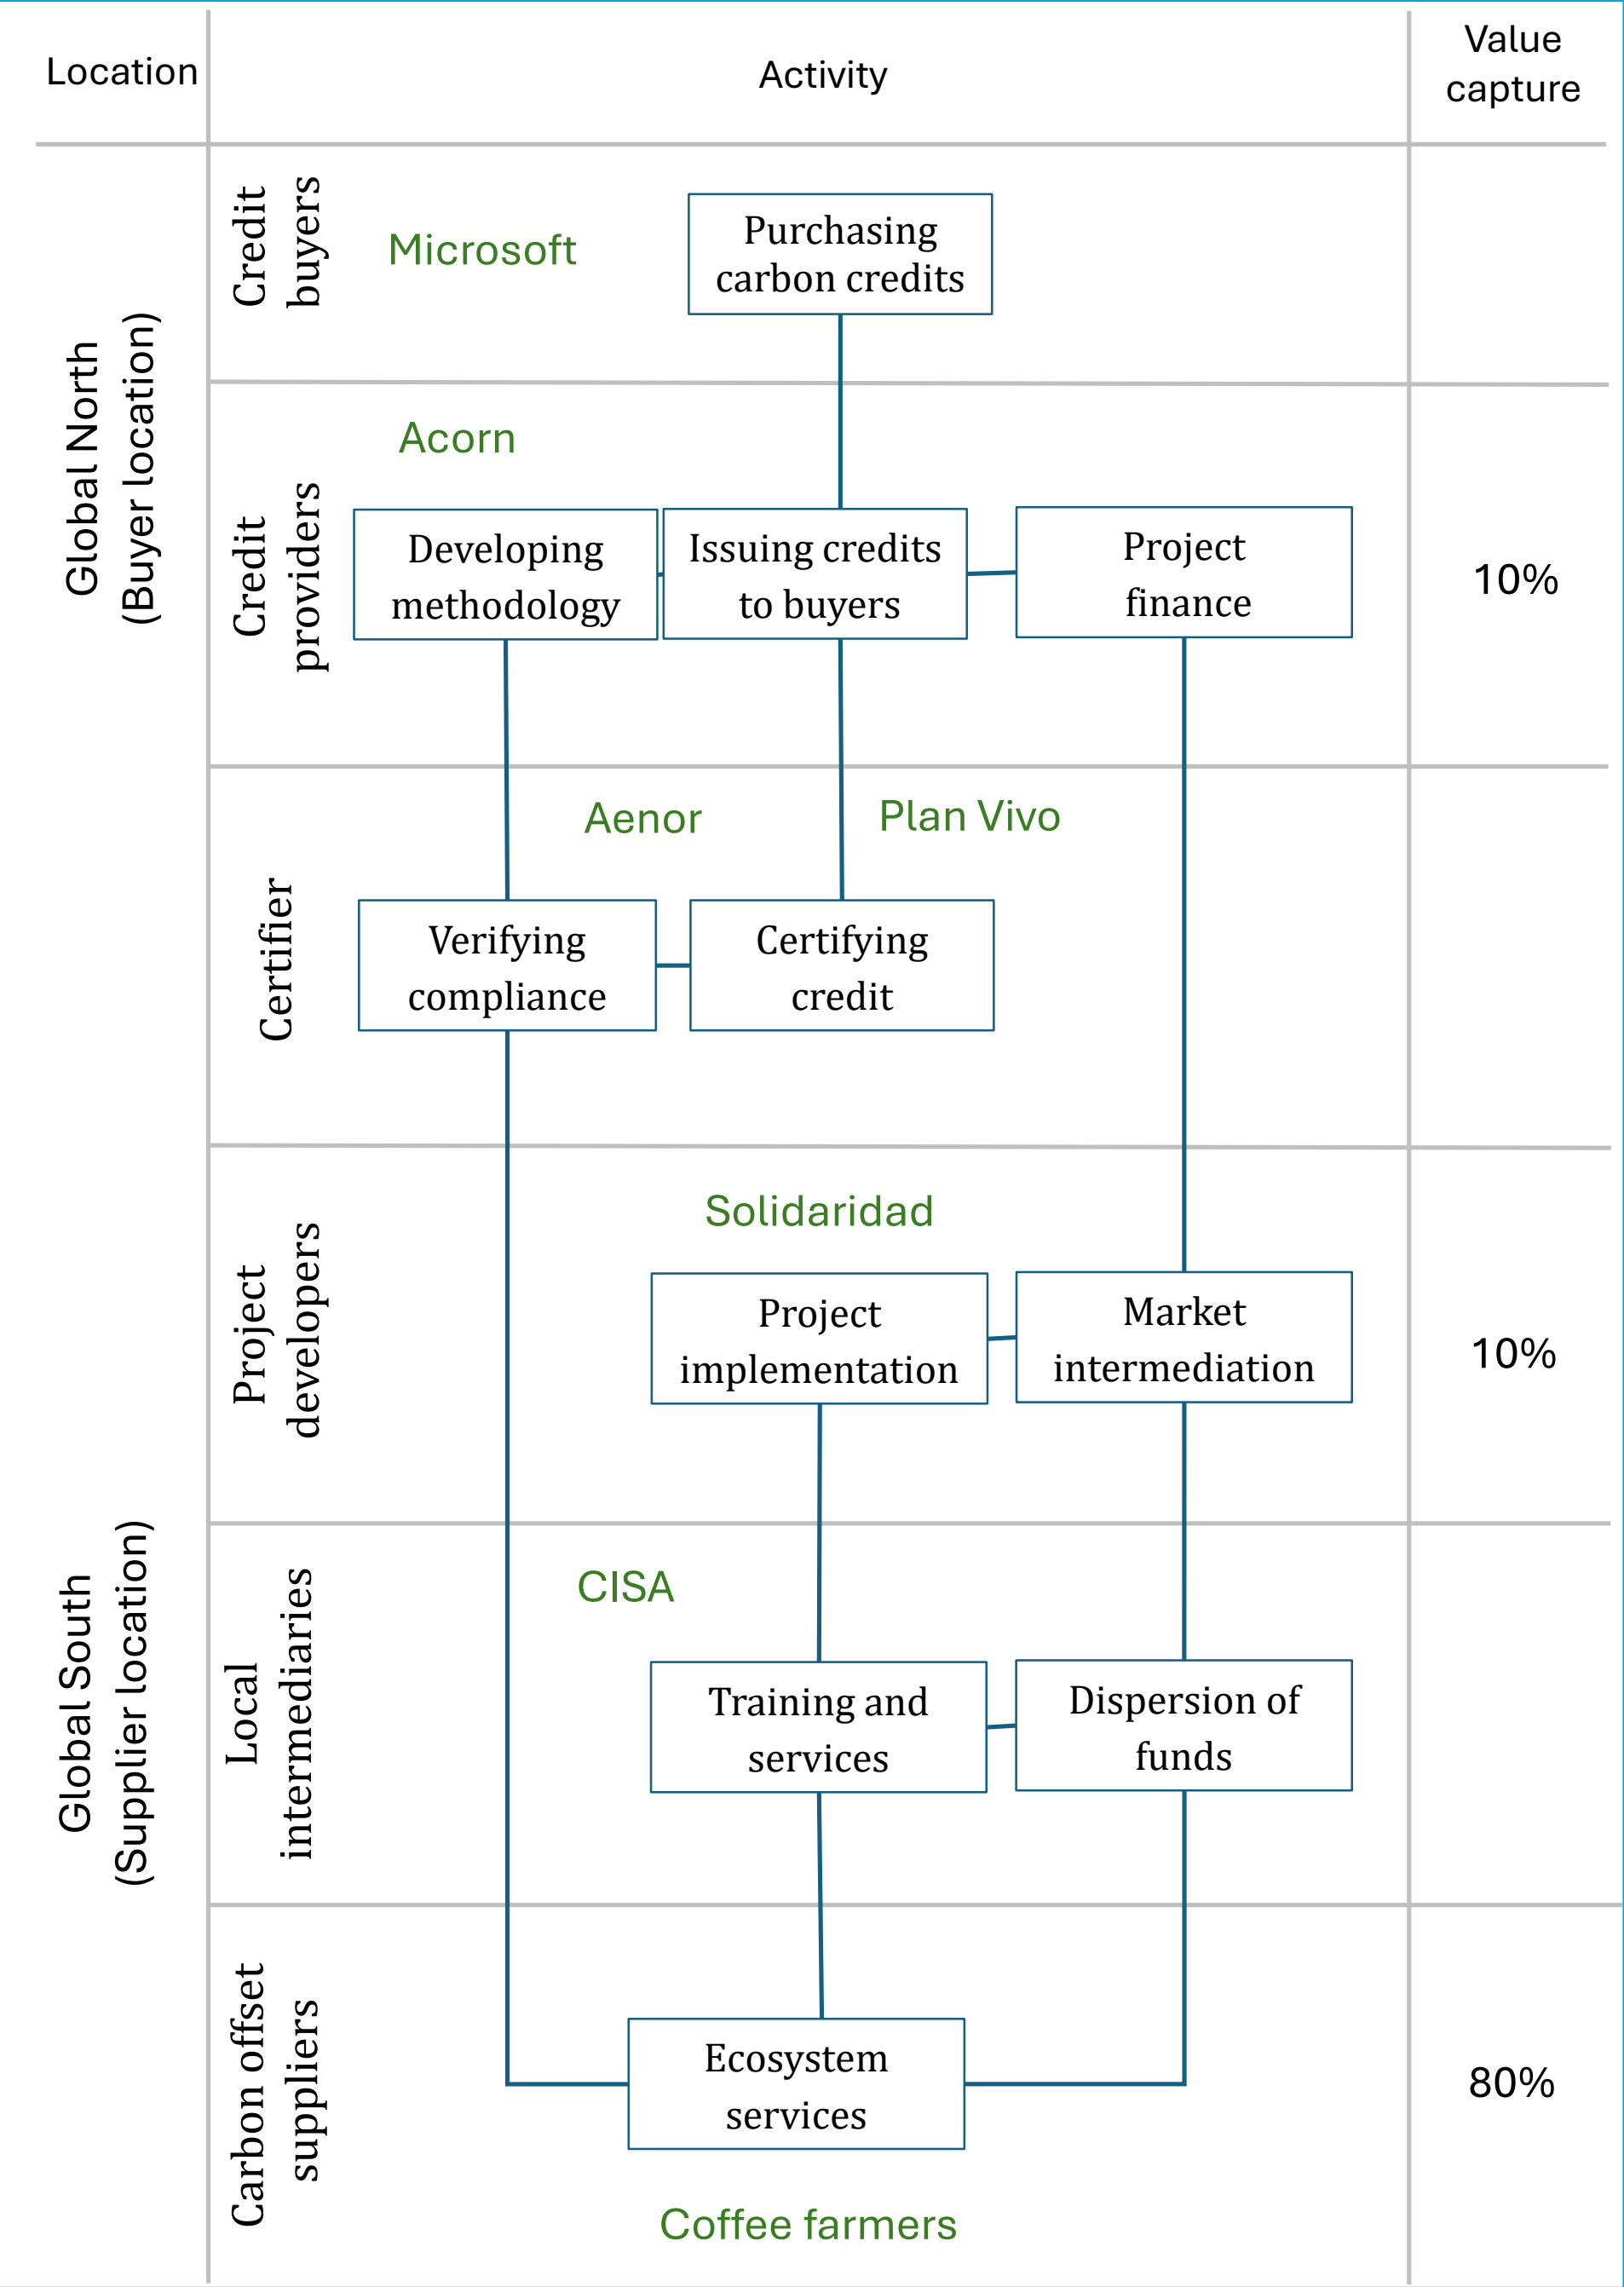 Location
Activity
Value
capture
Global North
(Buyer location)
Credit
buyers
Microsoft
Purchasing
carbon credits
Credit
providers
Acorn
Developing
methodology
Issuing credits
to buyers
Project
finance
10%
Certifier
Aenor
Plan Vivo
Verifying
compliance
Certifying
credit
Global South
(Supplier location)
Project
developers
Solidaridad
Project
implementation
Market
intermediation
10%
Local
intermediaries
CISA
Training and
services
Dispersion of
funds
Carbon offset
suppliers
Ecosystem
services
80%
Coffee farmers